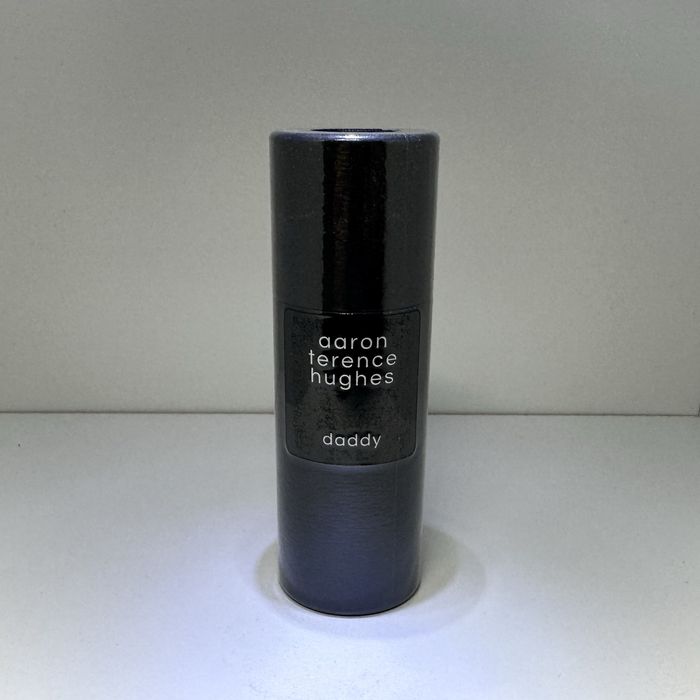 aaron
terence
hughes
daddy